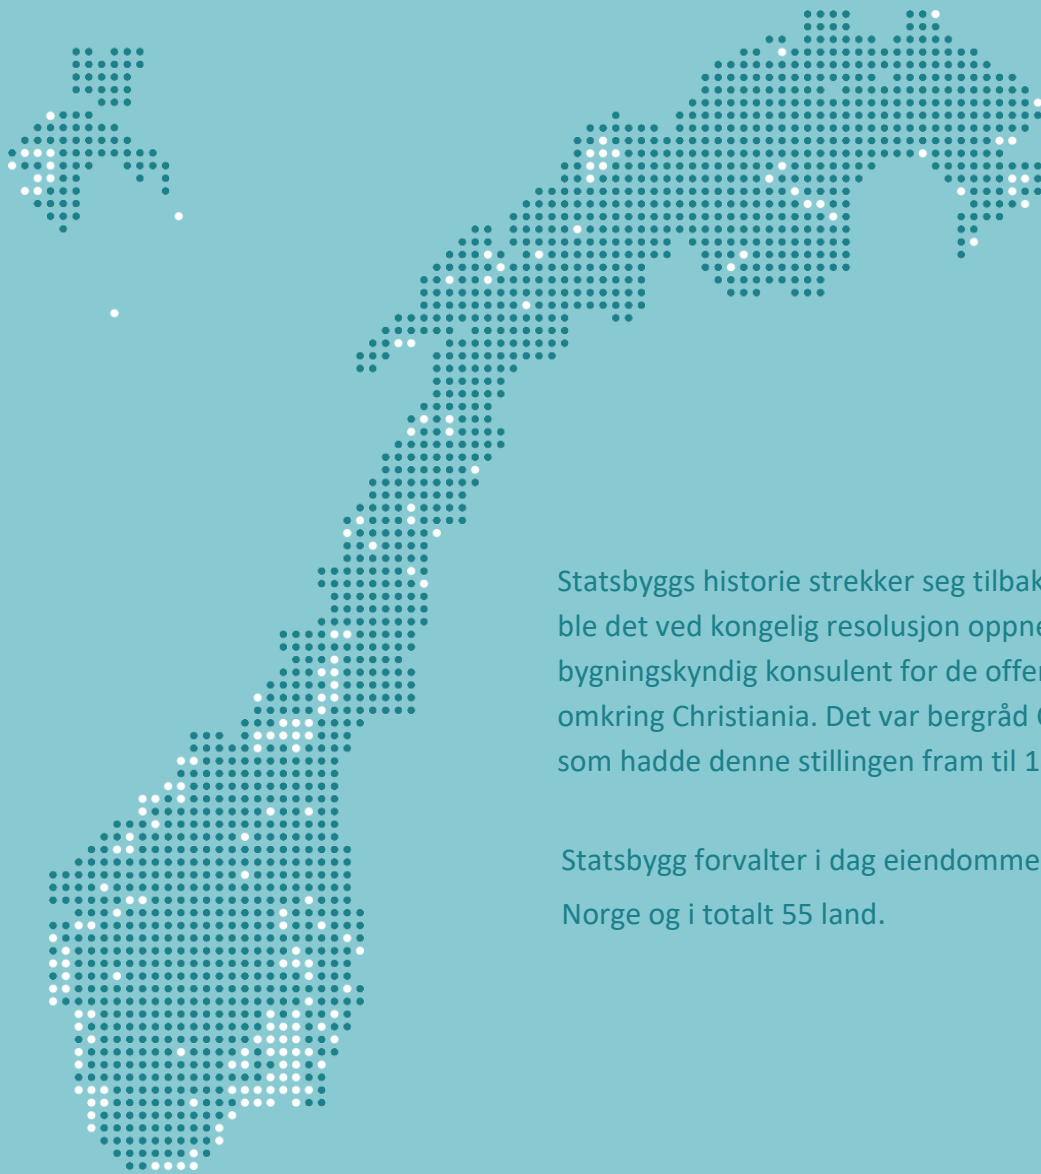 Statsbyggs historie strekker seg
ble det ved kongelig resolusjon
bygningskyndig konsulent for de
omkring Christiania. Det var bergråd
som hadde denne stillingen fram til
Statsbygg forvalter i dag
Norge og i totalt 55 land.